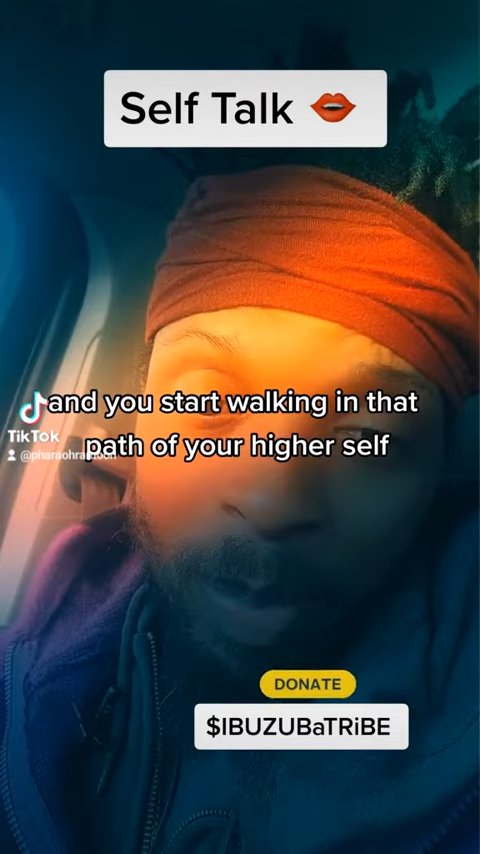 Self Talk 👄
and you start walking in that
path of your higher self
TikTok
DONATE
$IBUZUBaTRiBE